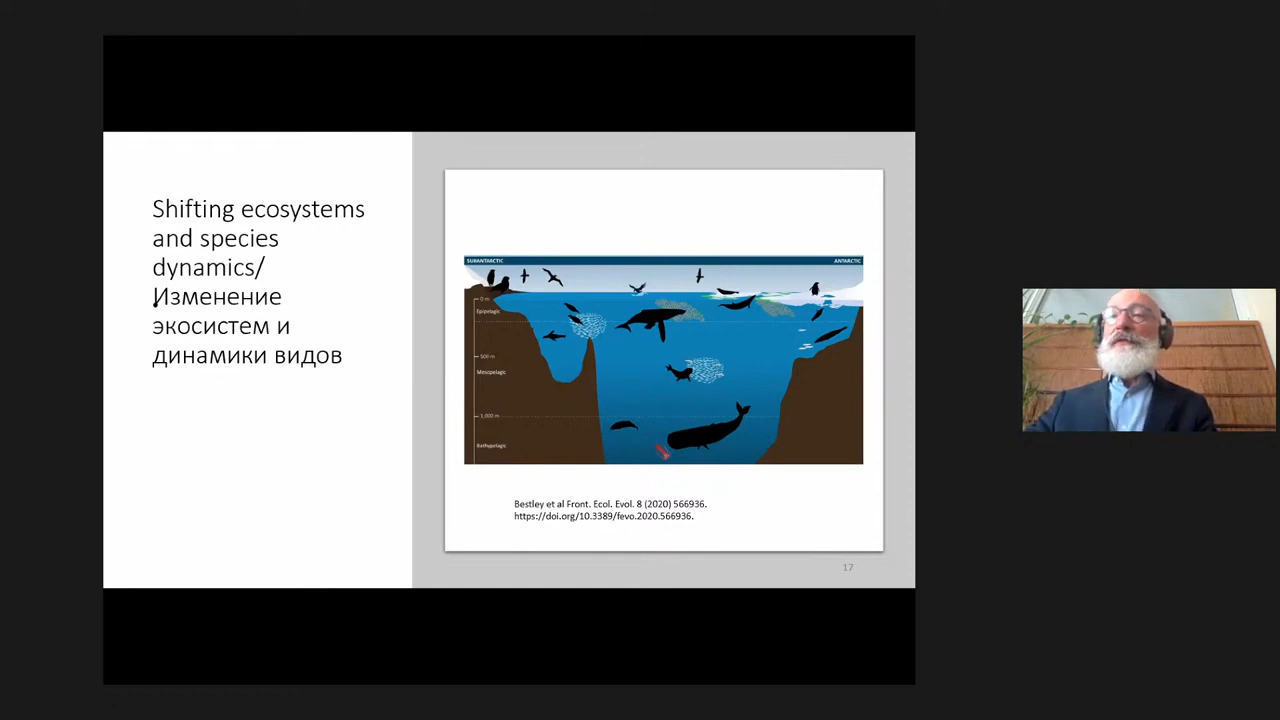 Shifting ecosystems
and species
dynamics/
Изменение
экосистем и
динамики видов
SUBANTARCTIC
ANTARCTIC
0 m
Epipelagic
500 m
Mesopelagic
1,000 m
Bathypelagic
Bestley et al Front. Ecol. Evol. 8 (2020) 566936.
https://doi.org/10.3389/fevo.2020.566936.
17